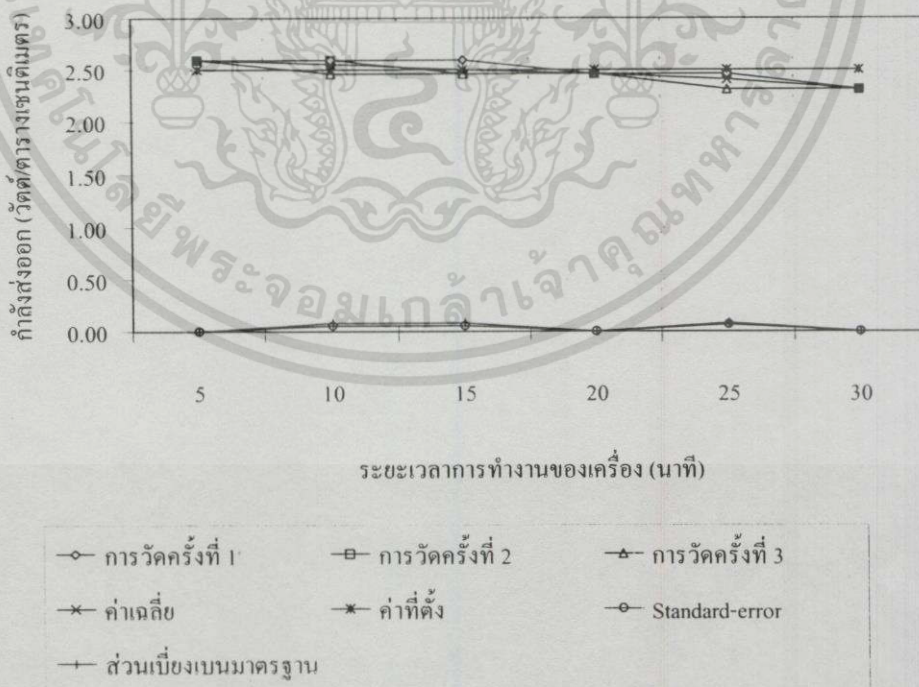 กำลังส่งออก (วัตต์/ตารางเซนติเมตร)
3.00
2.50
2.00
1.50
1.00
0.50
0.00
5 10 15 20 25 30
ระยะเวลาการทำงานของเครื่อง (นาที)
การวัดครั้งที่ 1 การวัดครั้งที่ 2 การวัดครั้งที่ 3
ค่าเฉลี่ย ค่าที่ตั้ง Standard-error
ส่วนเบี่ยงเบนมาตรฐาน